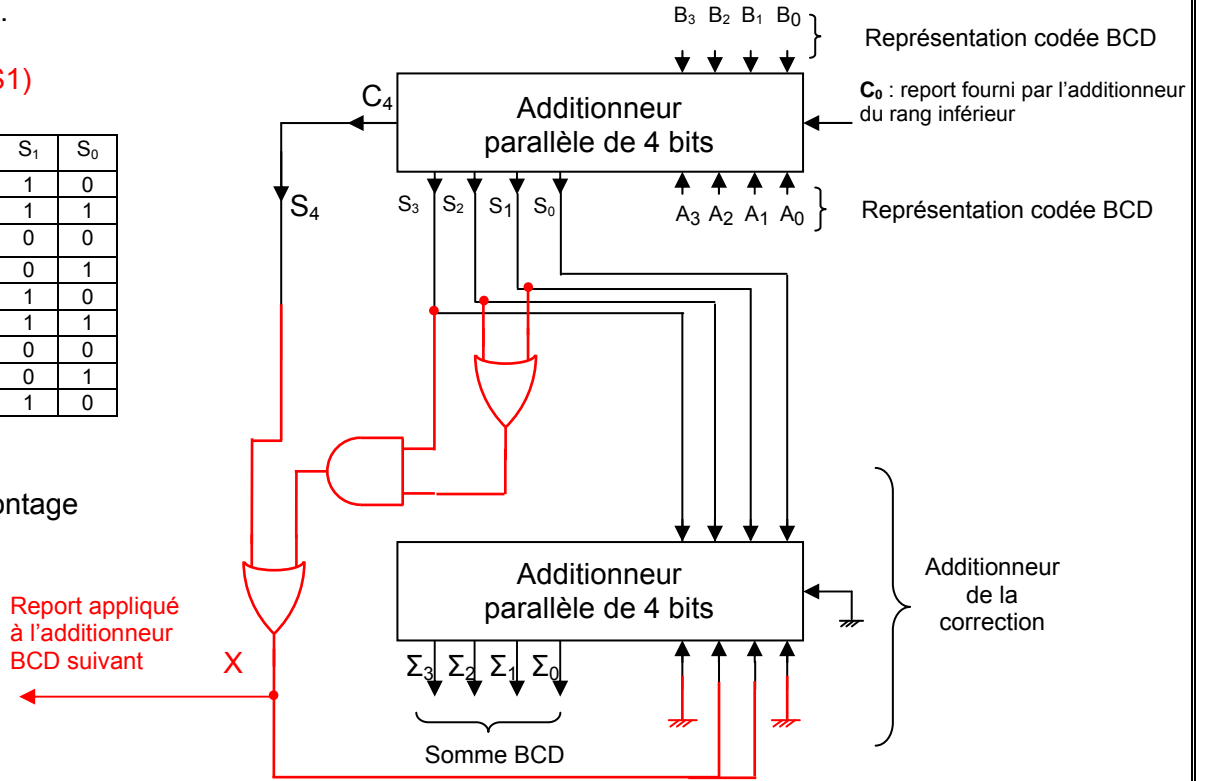 .
S1)
S₁ S₀
1 0
1 1
0 0
0 1
1 0
1 1
0 0
0 1
1 0
ontage
B₃ B₂ B₁ B₀
Représentation codée BCD
C₀ : report fourni par l'additionneur
du rang inférieur
C₄
Additionneur
parallèle de 4 bits
S₄
S₃ S₂ S₁ S₀
A₃ A₂ A₁ A₀
Représentation codée BCD
Additionneur
parallèle de 4 bits
Additionneur
de la
correction
Report appliqué
à l'additionneur
BCD suivant
X
Σ₃ Σ₂ Σ₁ Σ₀
Somme BCD